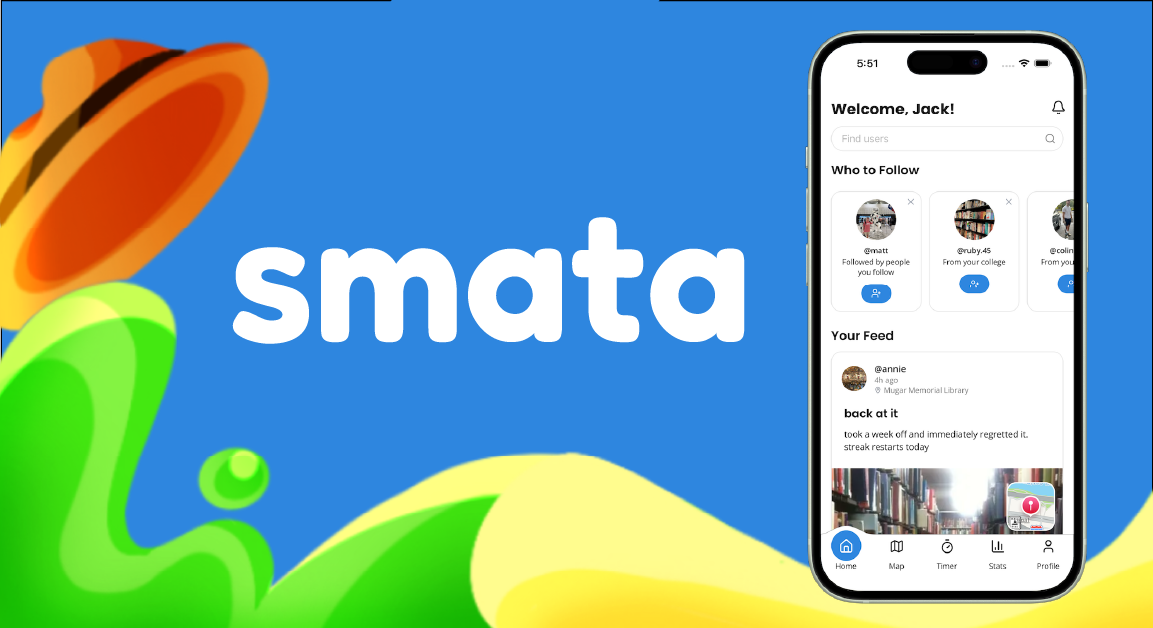 smata
5:51
Welcome, Jack!
Find users
Who to Follow
@matt
Followed by people
you follow
@ruby.45
From your college
@colin
From you
Your Feed
@annie
4h ago
Mugar Memorial Library
back at it
took a week off and immediately regretted it.
streak restarts today
Home
Map
Timer
Stats
Profile